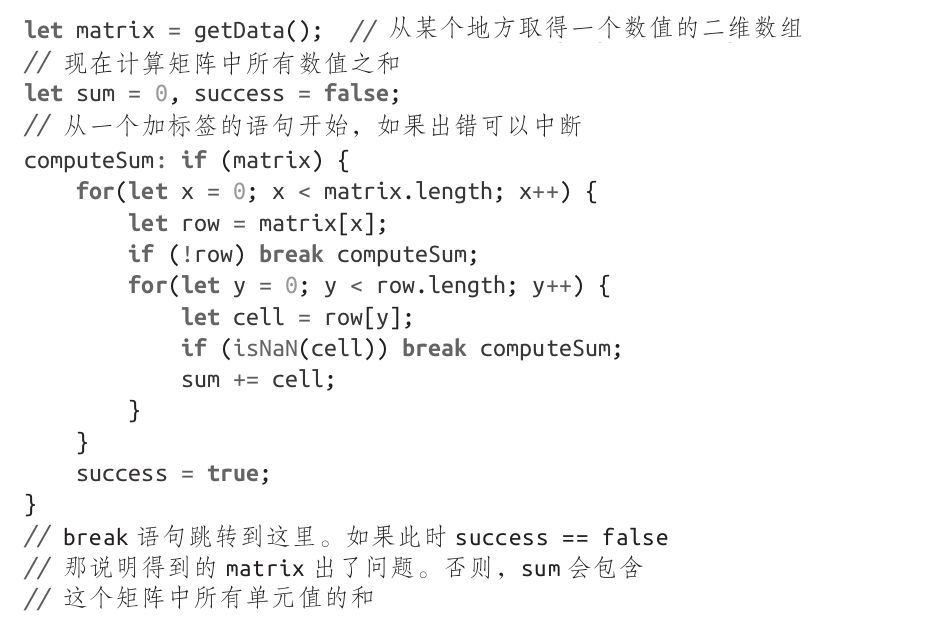 let matrix = getData();  // 从某个地方取得一个数值的二维数组
// 现在计算矩阵中所有数值之和
let sum = 0, success = false;
// 从一个加标签的语句开始，如果出错可以中断
computeSum: if (matrix) {
    for(let x = 0; x < matrix.length; x++) {
        let row = matrix[x];
        if (!row) break computeSum;
        for(let y = 0; y < row.length; y++) {
            let cell = row[y];
            if (isNaN(cell)) break computeSum;
            sum += cell;
        }
    }
    success = true;
}
// break 语句跳转到这里。如果此时 success == false
// 那说明得到的 matrix 出了问题。否则，sum 会包含
// 这个矩阵中所有单元值的和